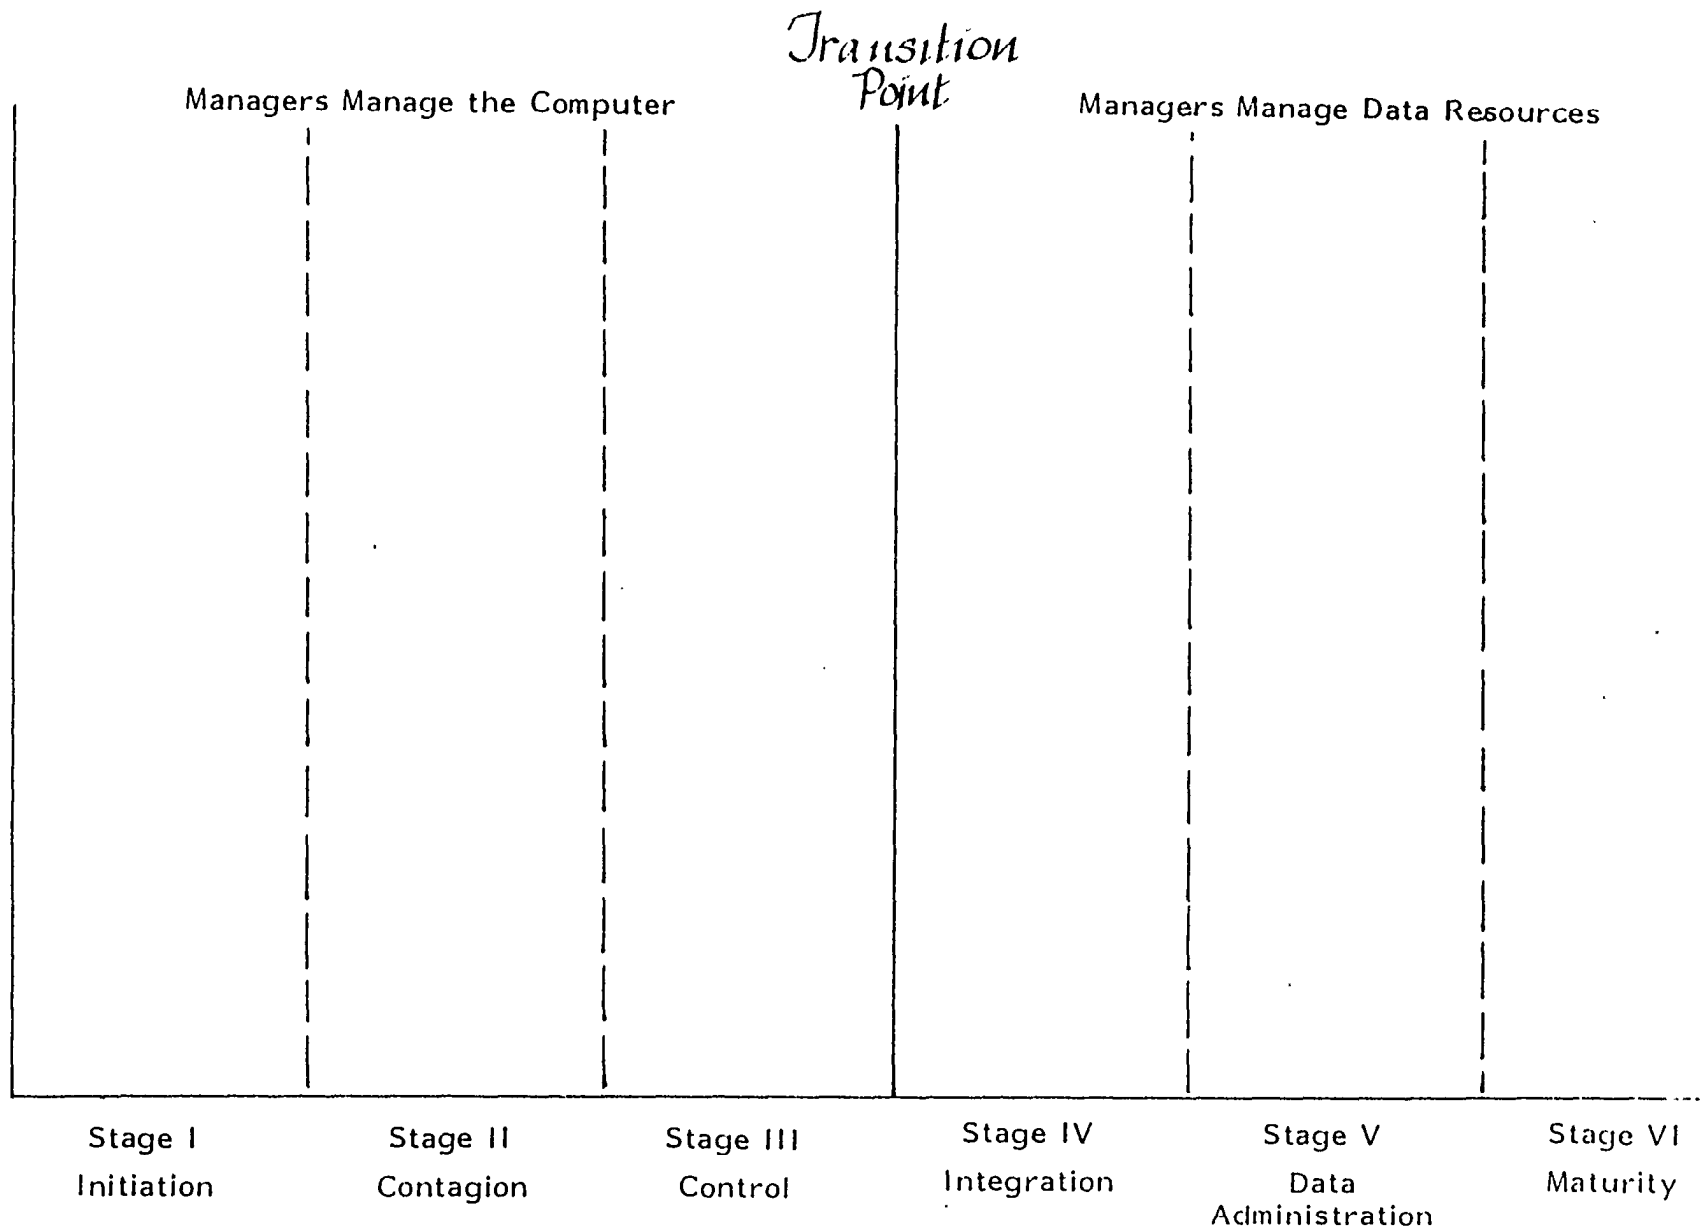 Transition
Point
Managers Manage the Computer
Managers Manage Data Resources
Stage I
Initiation
Stage II
Contagion
Stage III
Control
Stage IV
Integration
Stage V
Data
Administration
Stage VI
Maturity